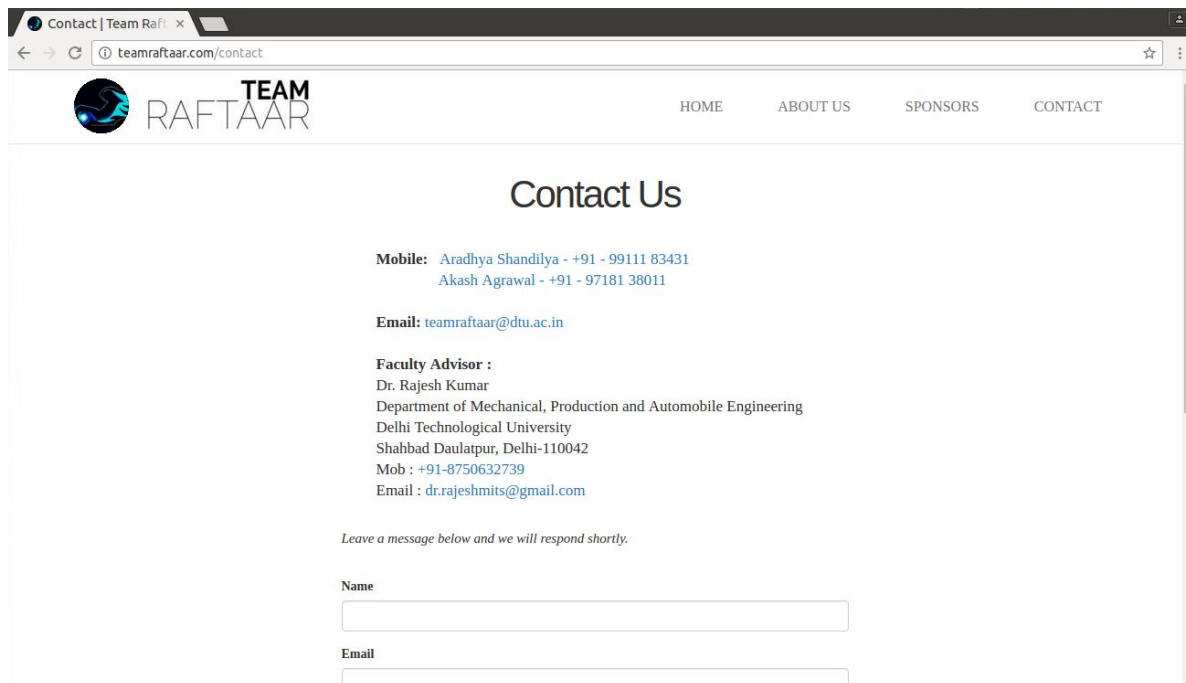 Contact | Team Raft
teamraftaar.com/contact
TEAM
RAFTAAR
HOME ABOUT US SPONSORS CONTACT
Contact Us
Mobile: Aradhya Shandilya - +91 - 99111 83431
Akash Agrawal - +91 - 97181 38011
Email: teamraftaar@dtu.ac.in
Faculty Advisor :
Dr. Rajesh Kumar
Department of Mechanical, Production and Automobile Engineering
Delhi Technological University
Shahbad Daulatpur, Delhi-110042
Mob : +91-8750632739
Email : dr.rajeshmits@gmail.com
Leave a message below and we will respond shortly.
Name
Email